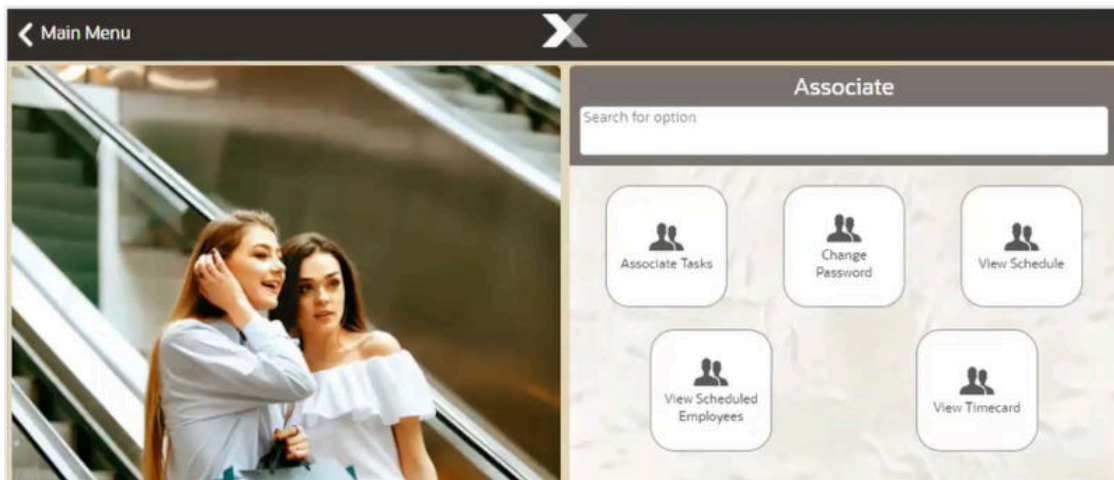 Main Menu
Associate
Search for option
Associate Tasks
Change
Password
View Schedule
View Scheduled
Employees
View Timecard